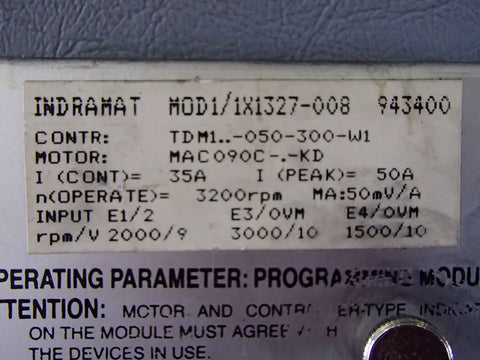 INDRAMAT MOD1/1X1327-008 943400
CONTR: TDM1..-050-300-W1
MOTOR: MAC090C-.-KD
I (CONT)= 35A I (PEAK)= 50A
n(OPERATE)= 3200rpm MA:50mV/A
INPUT E1/2 E3/0VM E4/0VM
rpm/V 2000/9 3000/10 1500/10
PERATING PARAMETER: PROGRAMMING MODU
TTENTION: MOTOR AND CONTR ER-TYPE INDICA
ON THE MODULE MUST AGREE H
THE DEVICES IN USE.